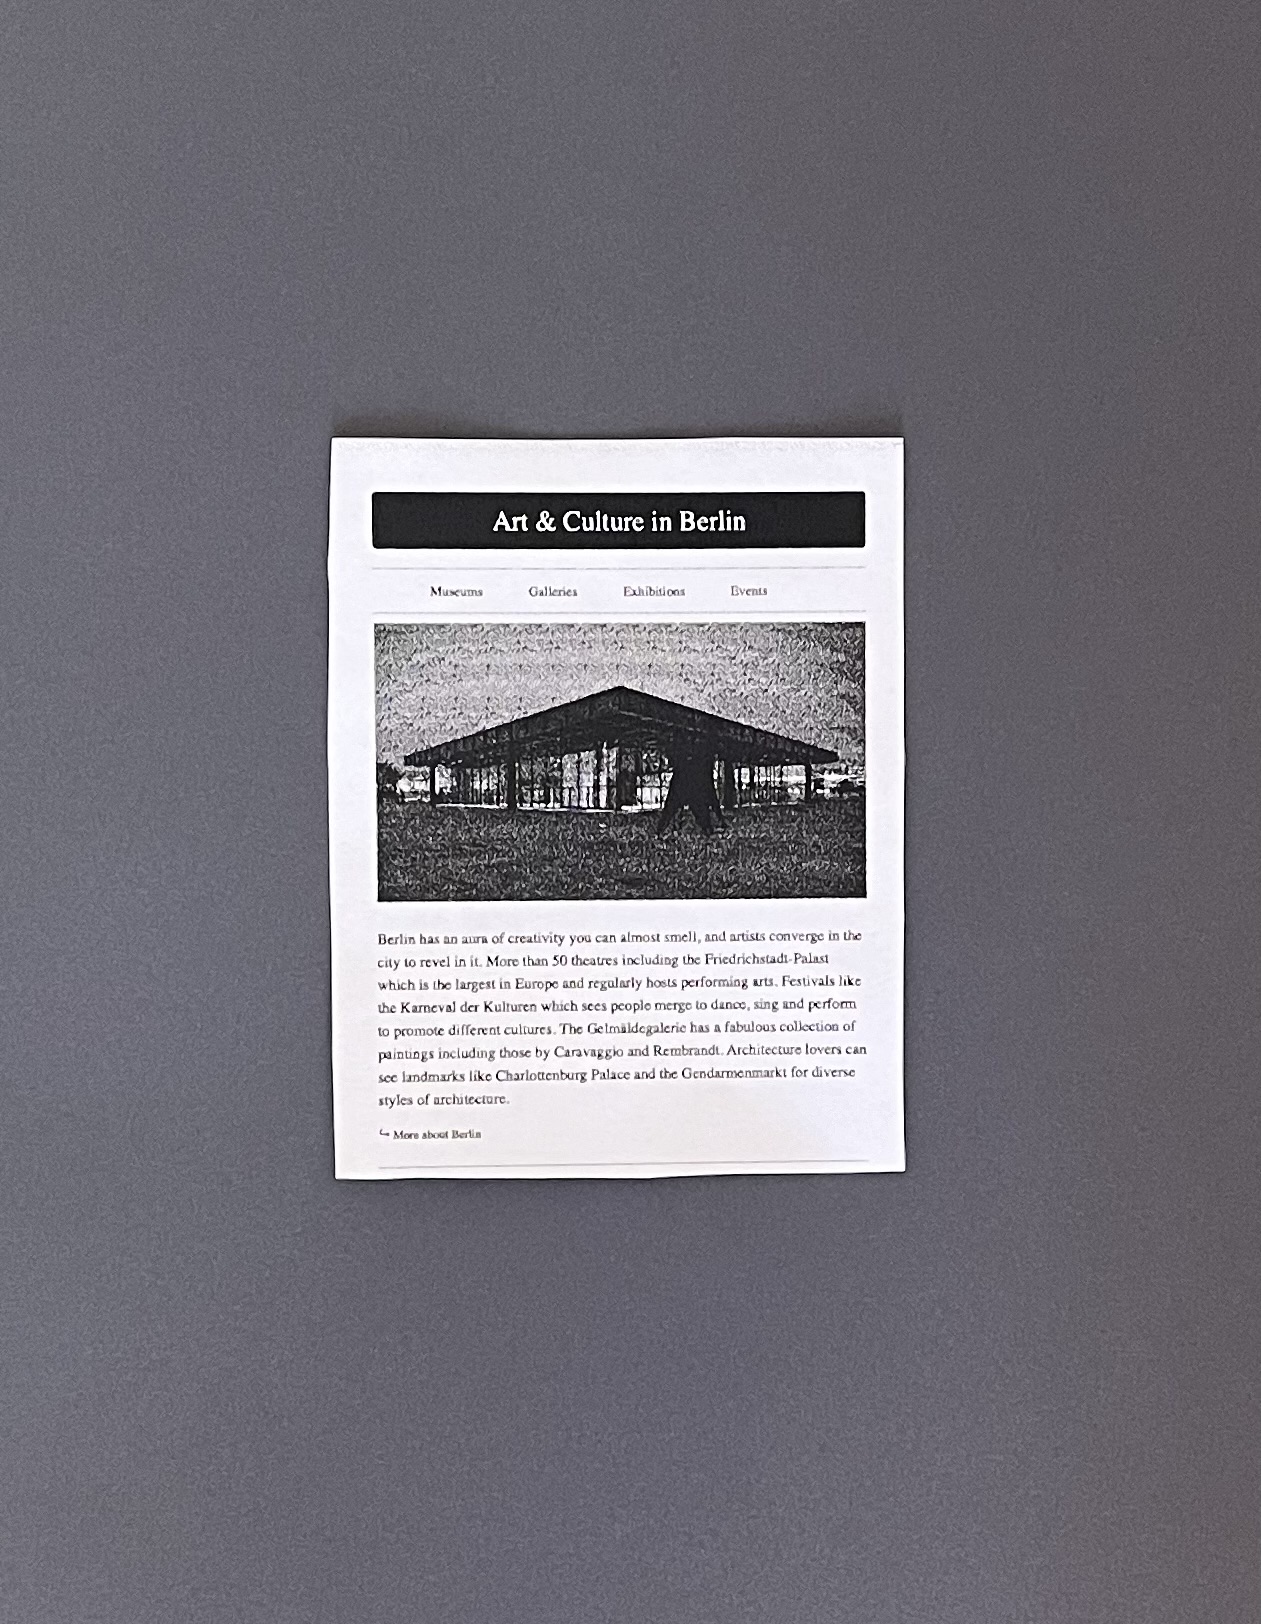 Art & Culture in Berlin
Museums Galleries Exhibitions Events
Berlin has an aura of creativity you can almost smell, and artists converge in the
city to revel in it. More than 50 theatres including the Friedrichstadt-Palast
which is the largest in Europe and regularly hosts performing arts. Festivals like
the Karneval der Kulturen which sees people merge to dance, sing and perform
to promote different cultures. The Gelmäldegalerie has a fabulous collection of
paintings including those by Caravaggio and Rembrandt. Architecture lovers can
see landmarks like Charlottenburg Palace and the Gendarmenmarkt for diverse
styles of architecture.
↳ More about Berlin